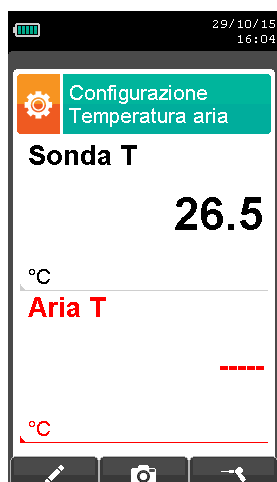 29/10/15
16:04
Configurazione
Temperatura aria
Sonda T
26.5
°C
Aria T
-----
°C